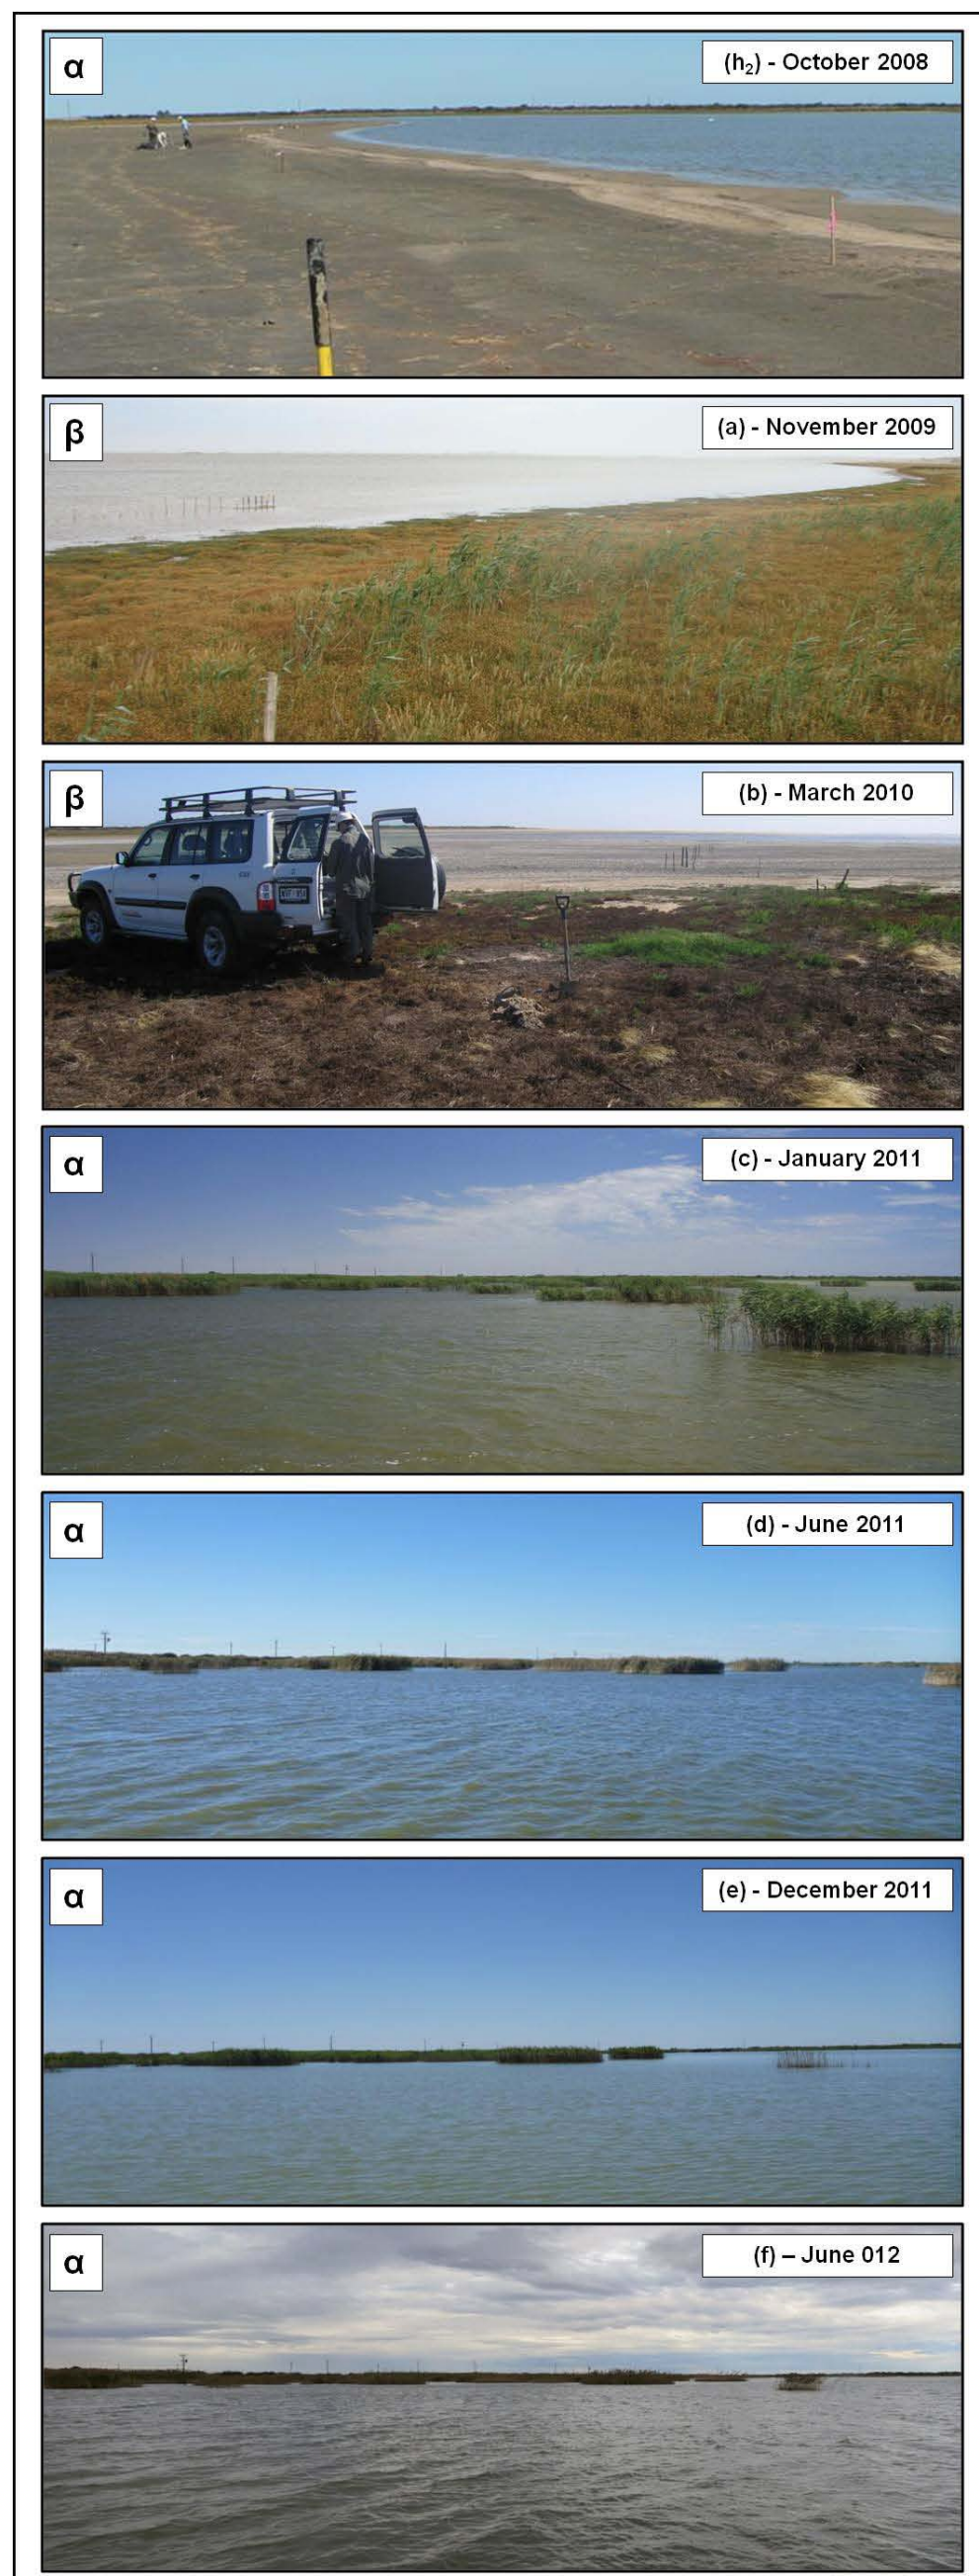 α
(h₂) - October 2008
β
(a) - November 2009
β
(b) - March 2010
α
(c) - January 2011
α
(d) - June 2011
α
(e) - December 2011
α
(f) – June 012